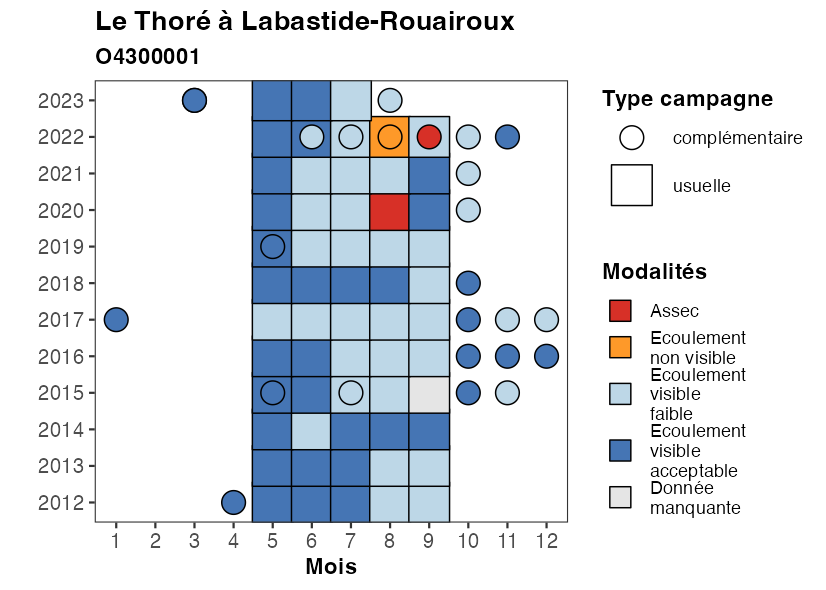 Le Thoré à Labastide-Rouairoux
O4300001
2023
2022
2021
2020
2019
2018
2017
2016
2015
2014
2013
2012
1 2 3 4 5 6 7 8 9 10 11 12
Mois
Type campagne
complémentaire
usuelle
Modalités
Assec
Ecoulement
non visible
Ecoulement
visible
faible
Ecoulement
visible
acceptable
Donnée
manquante